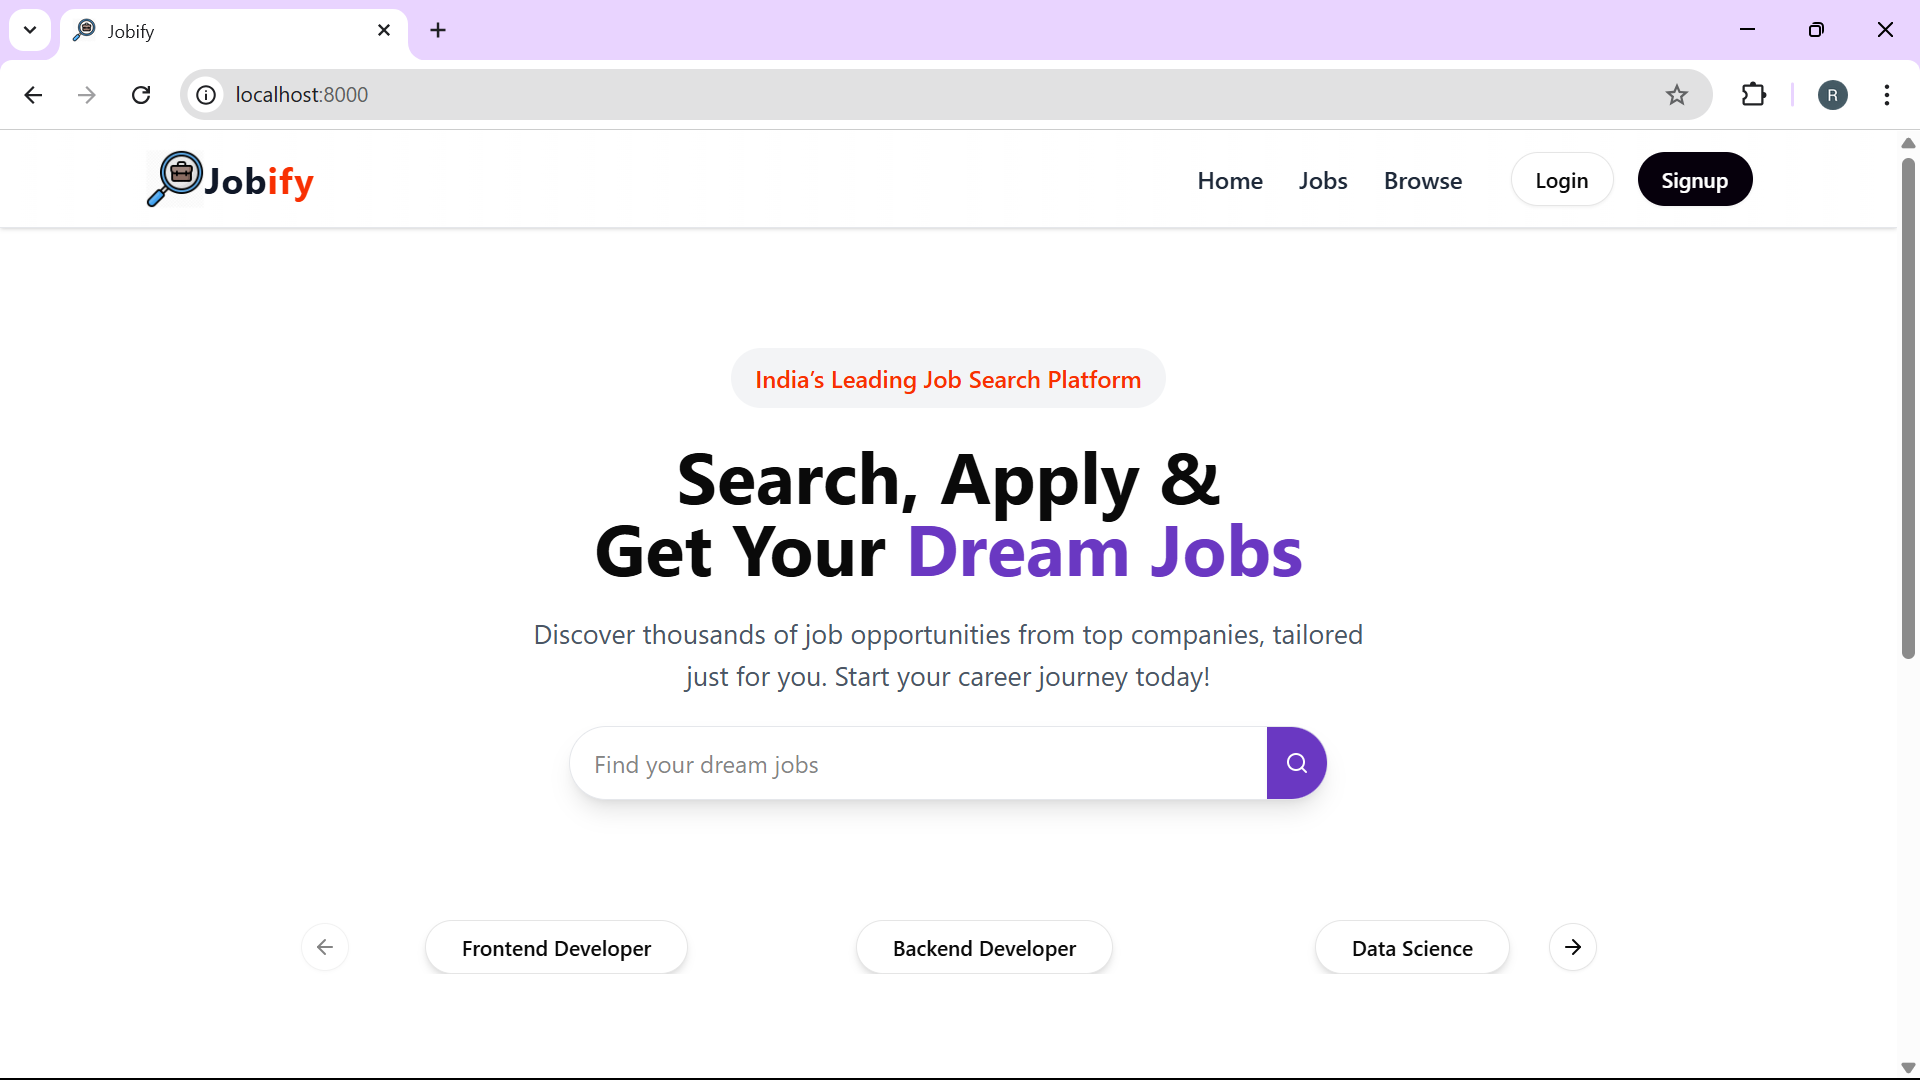 Jobify
localhost:8000
R
Jobify
Home Jobs Browse Login Signup
India’s Leading Job Search Platform
Search, Apply &
Get Your Dream Jobs
Discover thousands of job opportunities from top companies, tailored
just for you. Start your career journey today!
Find your dream jobs
Frontend Developer Backend Developer Data Science